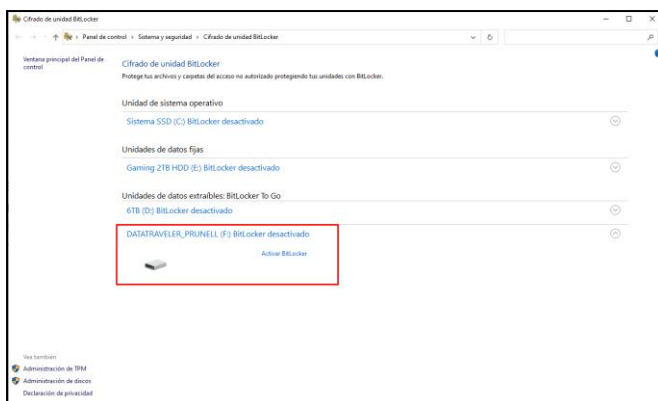 Cifrado de unidad BitLocker
Panel de control > Sistema y seguridad > Cifrado de unidad BitLocker
Ventana principal del Panel de
control
Cifrado de unidad BitLocker
Protege tus archivos y carpetas del acceso no autorizado protegiendo tus unidades con BitLocker.
Unidad de sistema operativo
Sistema SSD (C:) BitLocker desactivado
Unidades de datos fijas
Gaming 2TB HDD (E:) BitLocker desactivado
Unidades de datos extraíbles: BitLocker To Go
6TB (D:) BitLocker desactivado
DATATRAVELER_PRUNELL (F:) BitLocker desactivado
Activar BitLocker
Vea también
Administración de TPM
Administración de discos
Declaración de privacidad